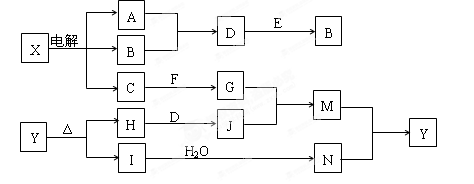 A E
电解 D B
X B
F
C G
M
H D J
Y △ Y
I H₂O N